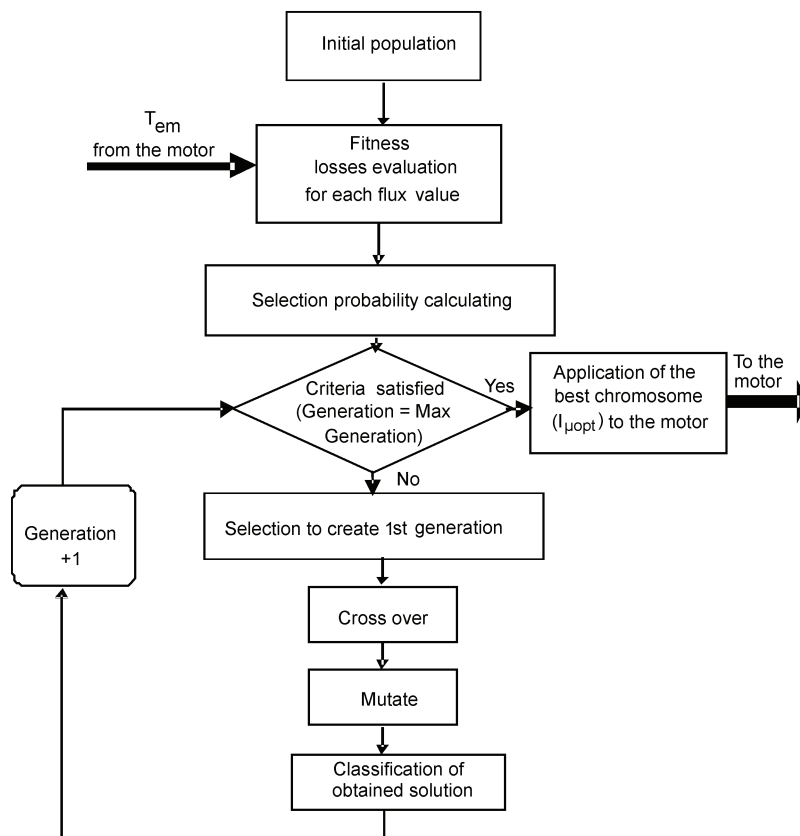 Initial population
T_em
from the motor
Fitness
losses evaluation
for each flux value
Selection probability calculating
Criteria satisfied
(Generation = Max
Generation)
Yes
Application of the
best chromosome
(I_μopt) to the motor
To the
motor
No
Selection to create 1st generation
Generation
+1
Cross over
Mutate
Classification of
obtained solution